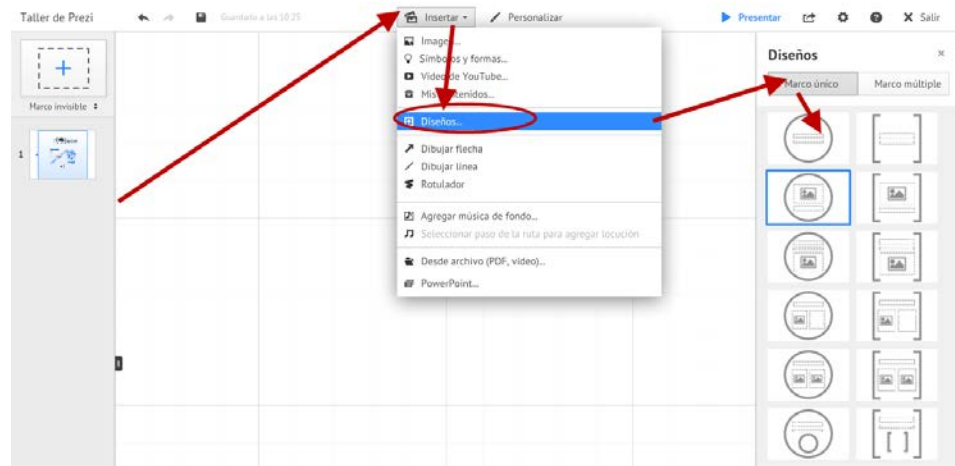 Taller de Prezi
Guardado a las 10:25
Insertar
Personalizar
Presentar
Salir
Marco invisible
1
Imagen...
Símbolos y formas...
Video de YouTube...
Mis contenidos...
Diseños...
Dibujar flecha
Dibujar línea
Rotulador
Agregar música de fondo...
Seleccionar paso de la ruta para agregar locución
Desde archivo (PDF, video)...
PowerPoint...
Diseños
Marco único
Marco múltiple